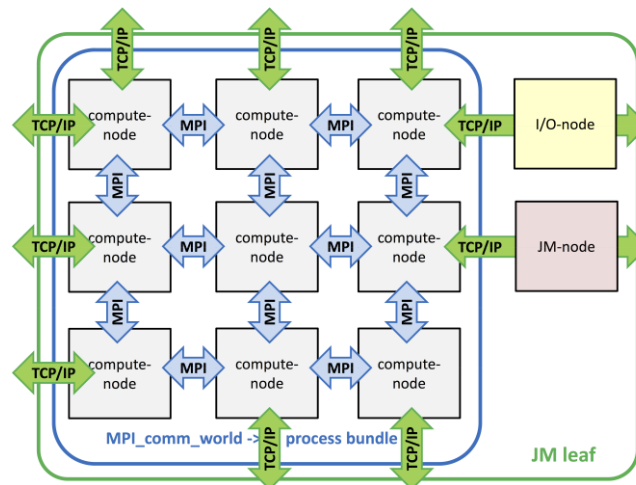 TCP/IP
TCP/IP
TCP/IP
compute-
node
MPI
compute-
node
MPI
compute-
node
TCP/IP
TCP/IP
I/O-node
MPI
MPI
MPI
TCP/IP
compute-
node
MPI
compute-
node
MPI
compute-
node
TCP/IP
JM-node
MPI
MPI
MPI
TCP/IP
compute-
node
MPI
compute-
node
MPI
compute-
node
MPI_comm_world -> process bundle
TCP/IP
TCP/IP
JM leaf